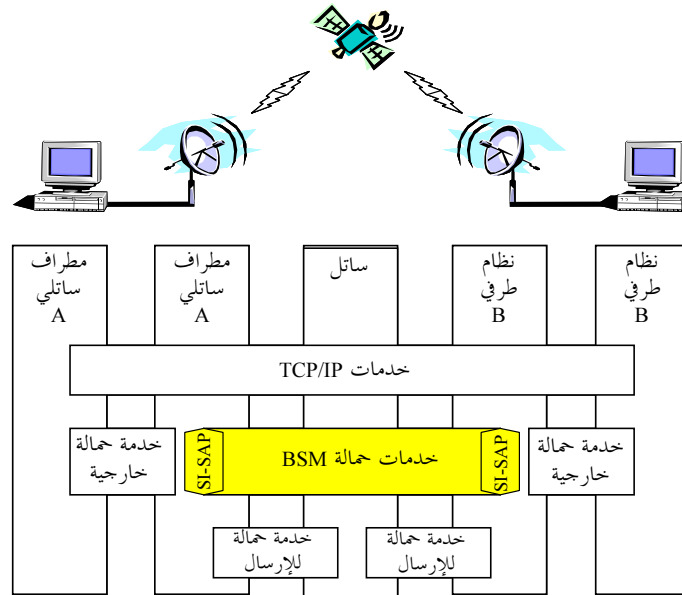 مطراف
ساتلي
A
مطراف
ساتلي
A
ساتل
نظام
طرفي
B
نظام
طرفي
B
خدمات TCP/IP
خدمة حمالة
خارجية
SI-SAP
خدمات حمالة BSM
SI-SAP
خدمة حمالة
خارجية
خدمة حمالة
للإرسال
خدمة حمالة
للإرسال